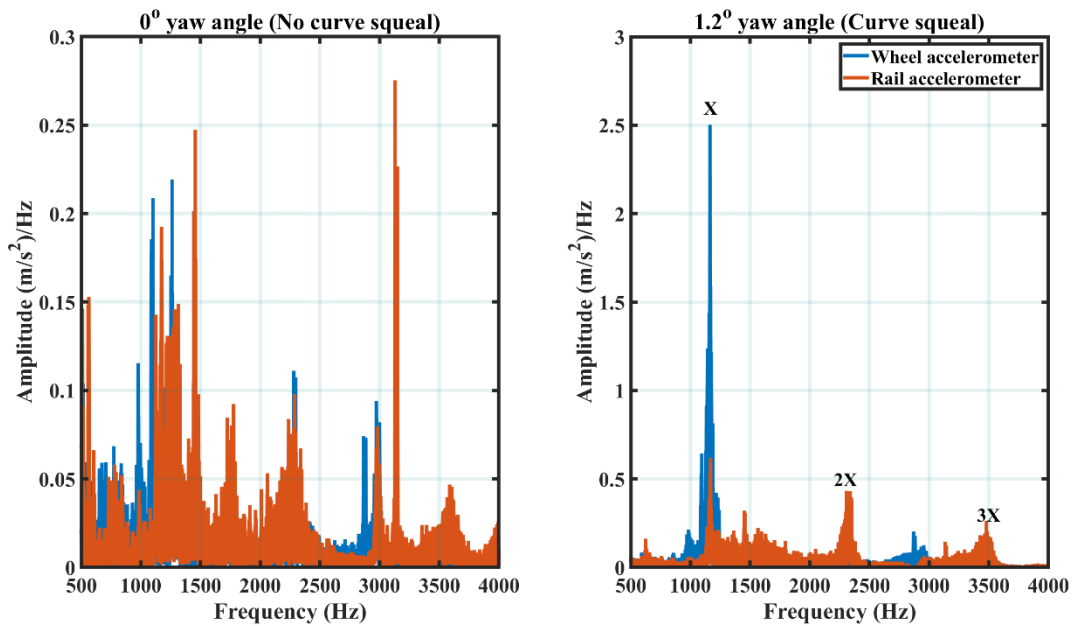 0° yaw angle (No curve squeal)
0.3
0.25
0.2
0.15
0.1
0.05
0
Amplitude (m/s²)/Hz
500 1000 1500 2000 2500 3000 3500 4000
Frequency (Hz)
1.2° yaw angle (Curve squeal)
Wheel accelerometer
Rail accelerometer
X
2X
3X
3
2.5
2
1.5
1
0.5
0
Amplitude (m/s²)/Hz
500 1000 1500 2000 2500 3000 3500 4000
Frequency (Hz)